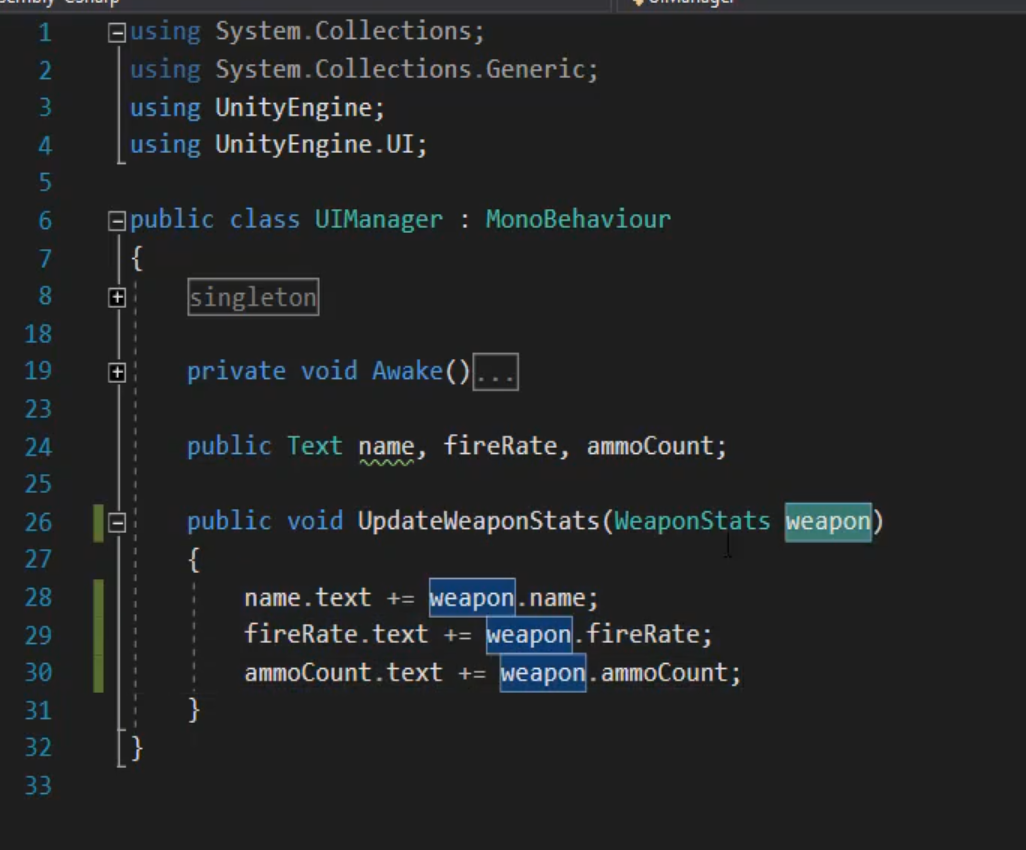 UIManager
1 using System.Collections;
2 using System.Collections.Generic;
3 using UnityEngine;
4 using UnityEngine.UI;
5
6 public class UIManager : MonoBehaviour
7 {
8 singleton
18
19 private void Awake()...
23
24 public Text name, fireRate, ammoCount;
25
26 public void UpdateWeaponStats(WeaponStats weapon)
27 {
28 name.text += weapon.name;
29 fireRate.text += weapon.fireRate;
30 ammoCount.text += weapon.ammoCount;
31 }
32 }
33